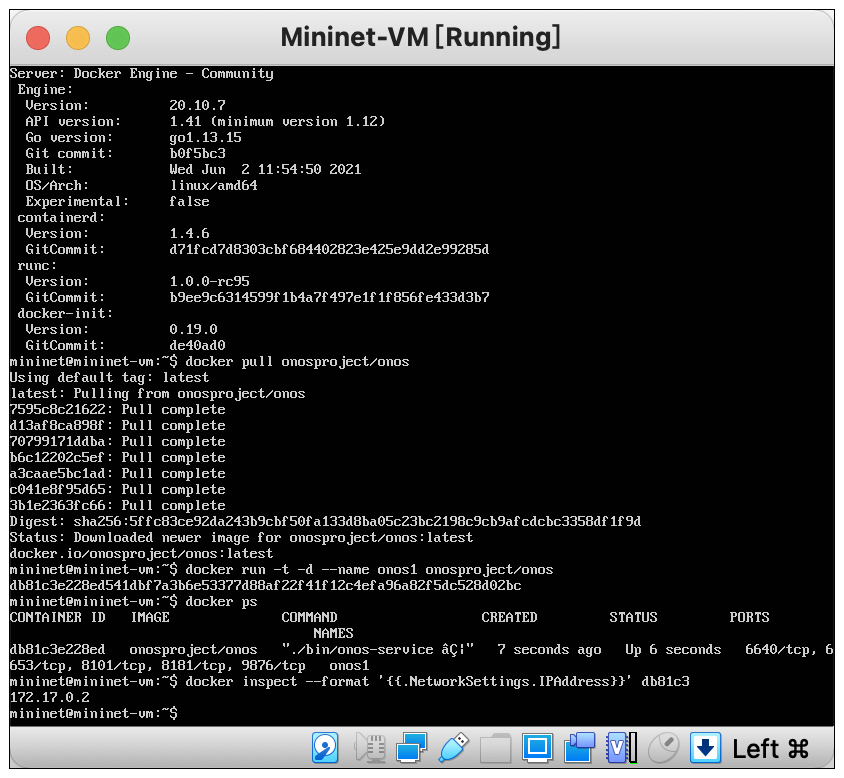 Mininet-VM [Running]
Server: Docker Engine - Community
Engine:
Version: 20.10.7
API version: 1.41 (minimum version 1.12)
Go version: go1.13.15
Git commit: b0f5bc3
Built: Wed Jun 2 11:54:50 2021
OS/Arch: linux/amd64
Experimental: false
containerd:
Version: 1.4.6
GitCommit: d71fcd7d8303cbf684402823e425e9dd2e99285d
runc:
Version: 1.0.0-rc95
GitCommit: b9ee9c6314599f1b4a7f497e1f1f856fe433d3b7
docker-init:
Version: 0.19.0
GitCommit: de40ad0
mininet@mininet-vm:~$ docker pull onosproject/onos
Using default tag: latest
latest: Pulling from onosproject/onos
7595c8c21622: Pull complete
d13af8ca898f: Pull complete
70799171ddba: Pull complete
b6c12202c5ef: Pull complete
a3caae5bc1ad: Pull complete
c041e8f95d65: Pull complete
3b1e2363fc66: Pull complete
Digest: sha256:5ffc83ce92da243b9cbf50fa133d8ba05c23bc2198c9cb9afcdcbc3358df1f9d
Status: Downloaded newer image for onosproject/onos:latest
docker.io/onosproject/onos:latest
mininet@mininet-vm:~$ docker run -t -d --name onos1 onosproject/onos
db81c3e228ed541dbf7a3b6e53377d88af22f41f12c4efa96a82f5dc528d02bc
mininet@mininet-vm:~$ docker ps
CONTAINER ID IMAGE COMMAND CREATED STATUS PORTS
NAMES
db81c3e228ed onosproject/onos "./bin/onos-service âÇ¦" 7 seconds ago Up 6 seconds 6640/tcp, 6
653/tcp, 8101/tcp, 8181/tcp, 9876/tcp onos1
mininet@mininet-vm:~$ docker inspect --format '{{.NetworkSettings.IPAddress}}' db81c3
172.17.0.2
mininet@mininet-vm:~$
Left ⌘